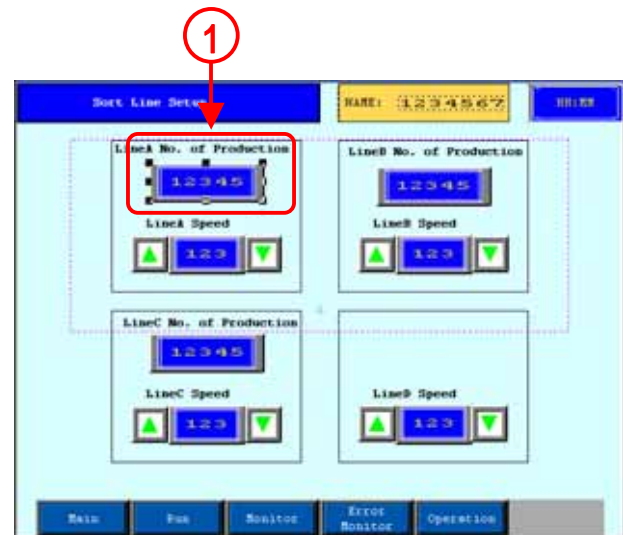 1
Sort Line Setup
NAME: 1234567
HH:MM
LineA No. of Production
LineB No. of Production
12345
12345
LineA Speed
LineB Speed
123
123
LineC No. of Production
12345
LineC Speed
LineD Speed
123
123
Main
Run
Monitor
Error
Monitor
Operation